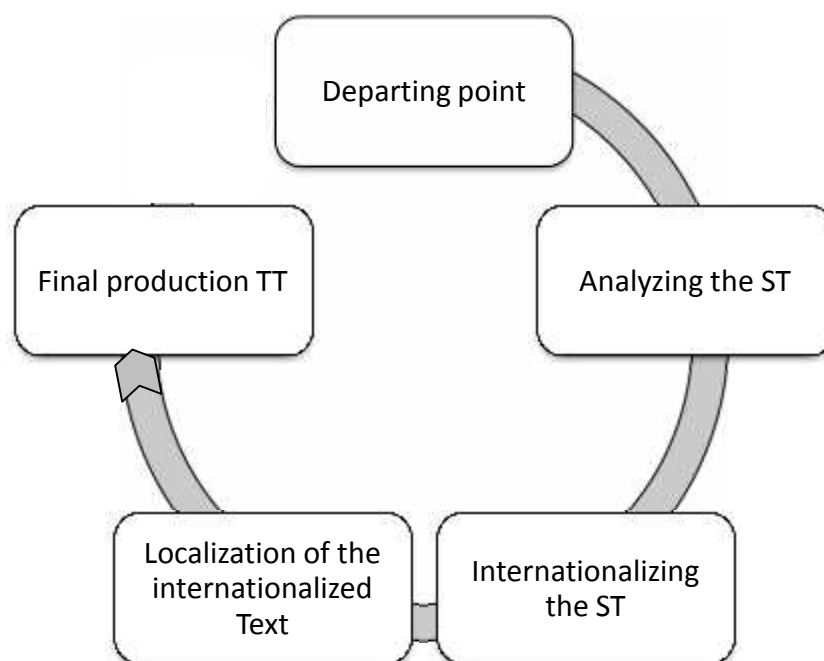 Departing point
Analyzing the ST
Internationalizing
the ST
Localization of the
internationalized
Text
Final production TT